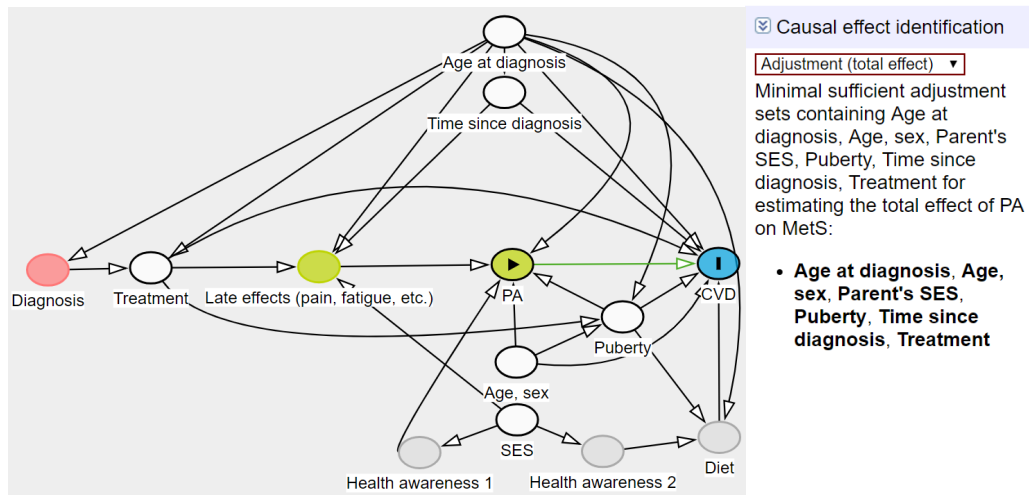 Age at diagnosis
Time since diagnosis
Diagnosis
Treatment
Late effects (pain, fatigue, etc.)
PA
CVD
Puberty
Age, sex
SES
Health awareness 1
Health awareness 2
Diet
Causal effect identification
Adjustment (total effect)
Minimal sufficient adjustment
sets containing Age at
diagnosis, Age, sex, Parent's
SES, Puberty, Time since
diagnosis, Treatment for
estimating the total effect of PA
on MetS:
• Age at diagnosis, Age,
sex, Parent's SES,
Puberty, Time since
diagnosis, Treatment